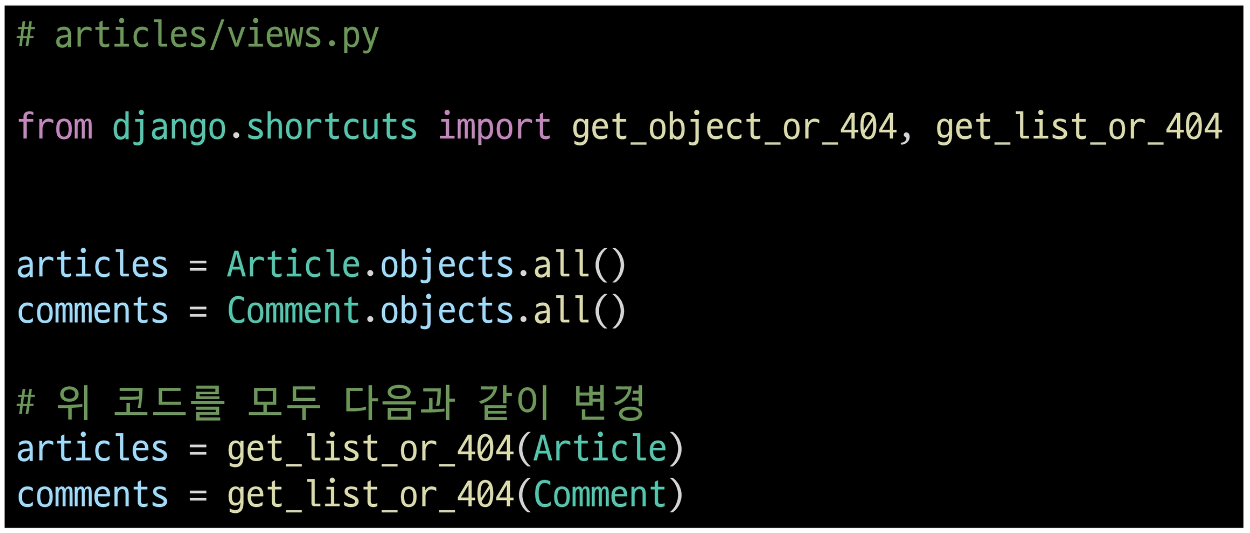 # articles/views.py
from django.shortcuts import get_object_or_404, get_list_or_404
articles = Article.objects.all()
comments = Comment.objects.all()
# 위 코드를 모두 다음과 같이 변경
articles = get_list_or_404(Article)
comments = get_list_or_404(Comment)